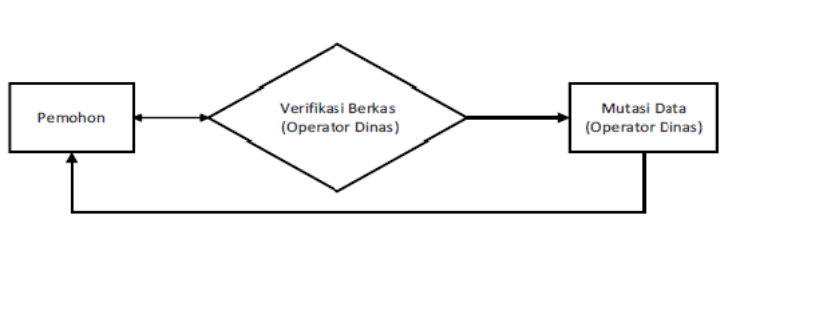 Pemohon
Verifikasi Berkas
(Operator Dinas)
Mutasi Data
(Operator Dinas)